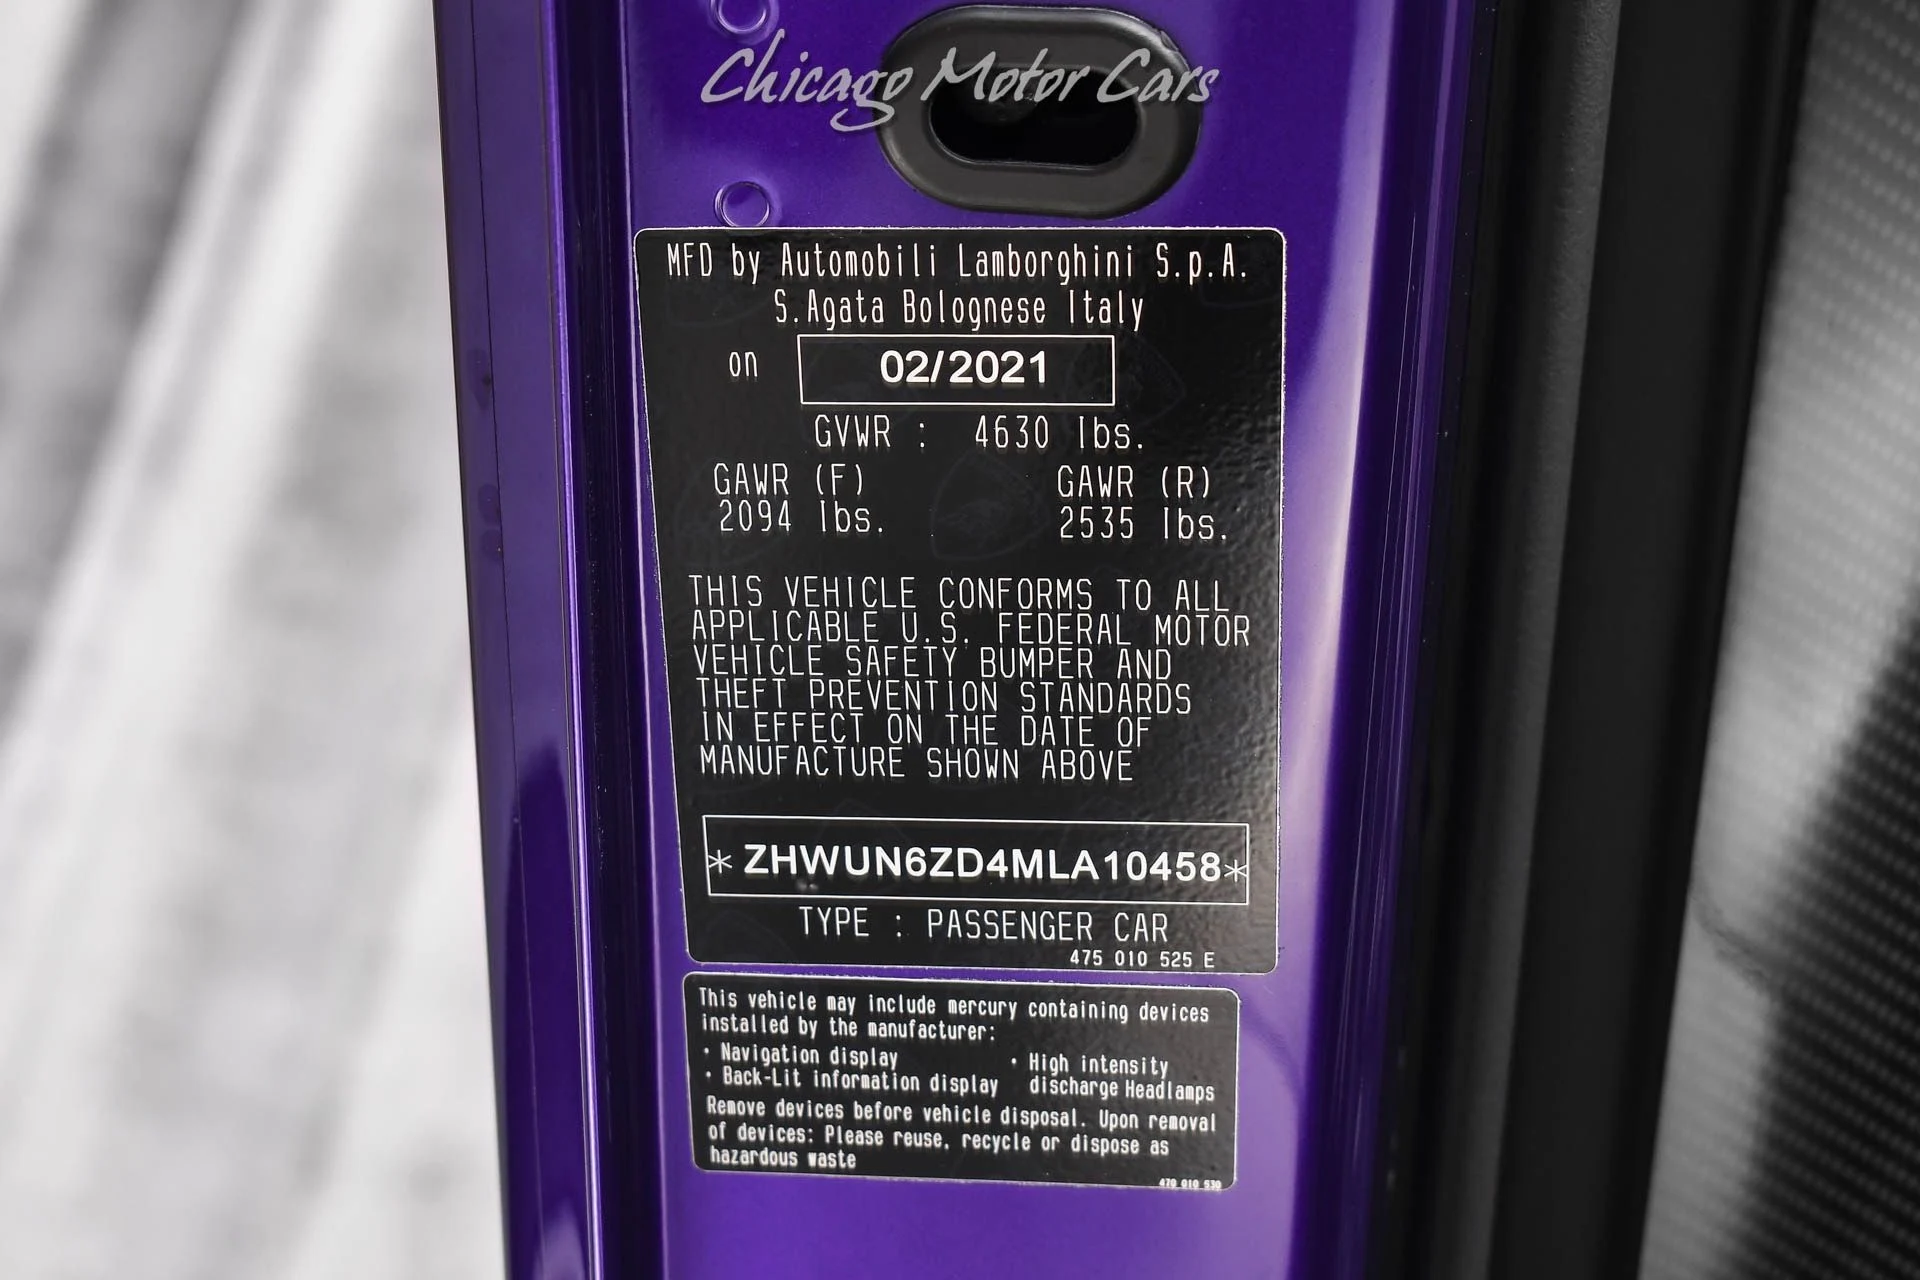 Chicago Motor Cars
MFD by Automobili Lamborghini S.p.A.
S.Agata Bolognese Italy
on 02/2021
GVWR : 4630 lbs.
GAWR (F) GAWR (R)
2094 lbs. 2535 lbs.
THIS VEHICLE CONFORMS TO ALL
APPLICABLE U.S. FEDERAL MOTOR
VEHICLE SAFETY BUMPER AND
THEFT PREVENTION STANDARDS
IN EFFECT ON THE DATE OF
MANUFACTURE SHOWN ABOVE
* ZHWUN6ZD4MLA10458*
TYPE : PASSENGER CAR
475 010 525 E
This vehicle may include mercury containing devices
installed by the manufacturer:
· Navigation display · High intensity
· Back-Lit information display discharge Headlamps
Remove devices before vehicle disposal. Upon removal
of devices: Please reuse, recycle or dispose as
hazardous waste
470 010 530